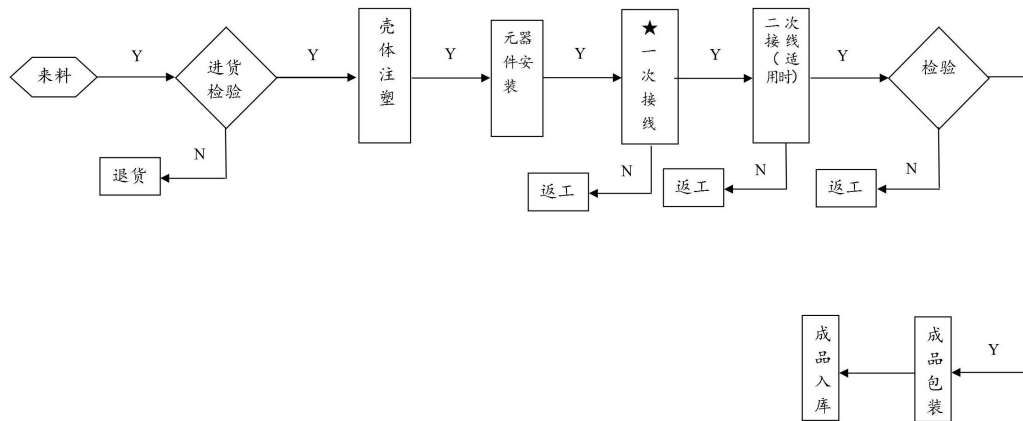 来料
Y
进货
检验
N
退货
Y
壳
体
注
塑
Y
元器
件安
装
Y
★
一
次
接
线
N
返工
Y
二次
接线
（适
用时）
N
返工
Y
检验
N
返工
Y
成
品
包
装
成
品
入
库